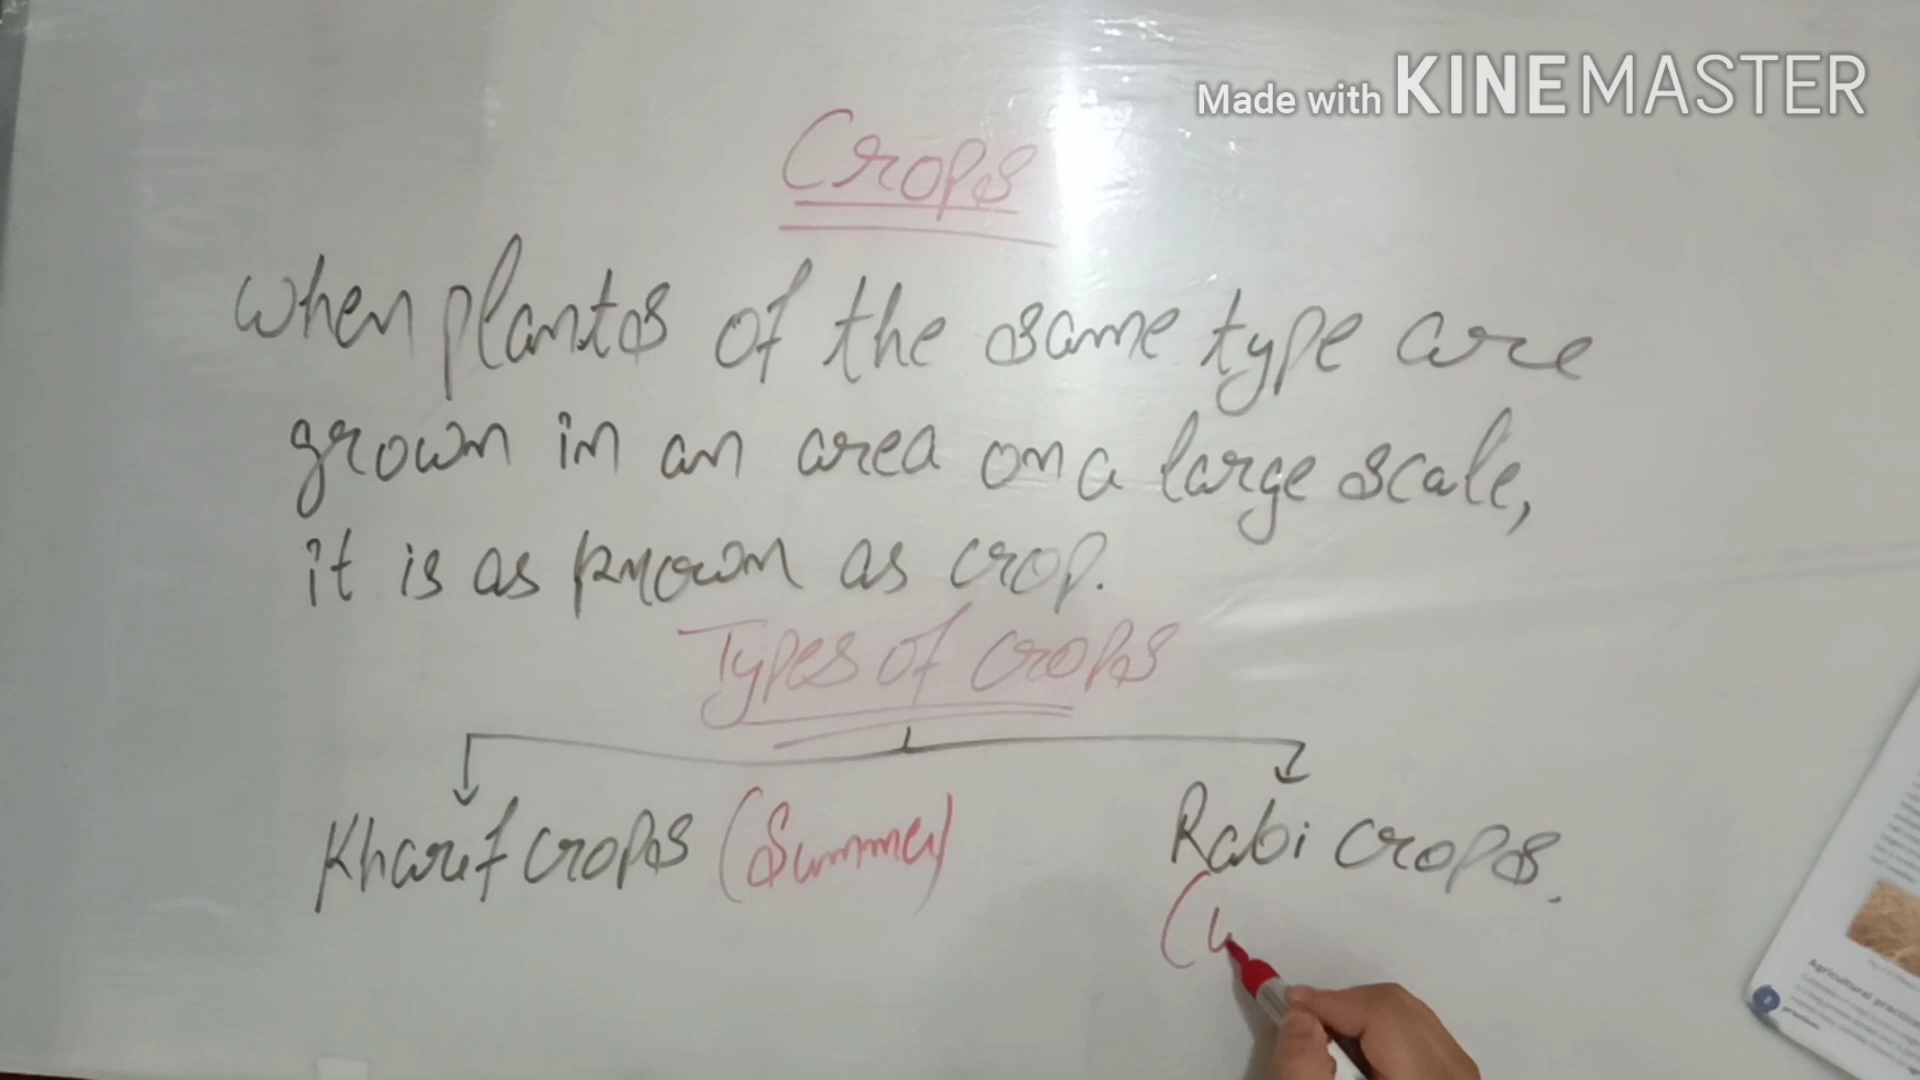 Made with KINEMASTER
Crops
When plants of the same type are
grown in an area on a large scale,
it is as known as crop.
Types of crops
Kharif crops (Summer)
Rabi crops.
(
Agricultural